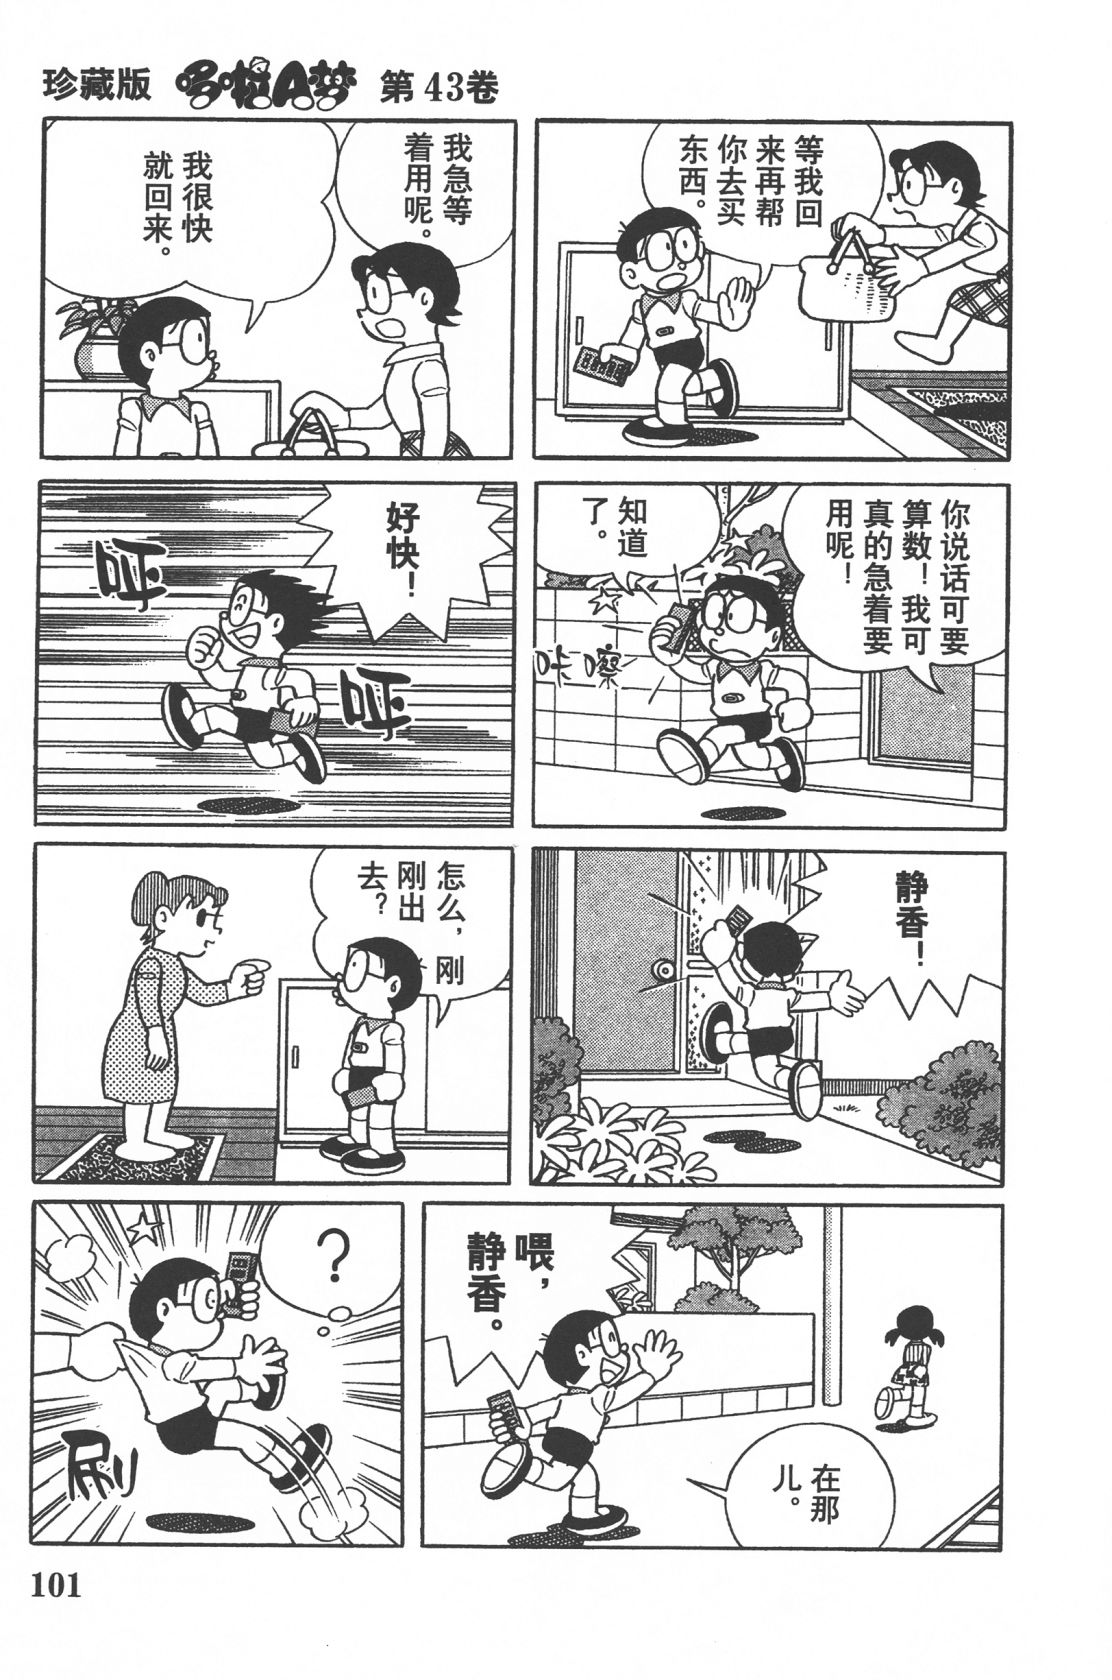 珍藏版 哆啦A梦 第43卷
等我回
来再帮
你去买
东西。
我急等
着用呢。
我很快
就回来。
你说话可要
算数！我可
真的急着要
用呢！
知道
了。
咔嚓
好快！
呼
呼
静香！
怎么，刚
刚出
去？
喂，
静香。
在那
儿。
？
刷
101